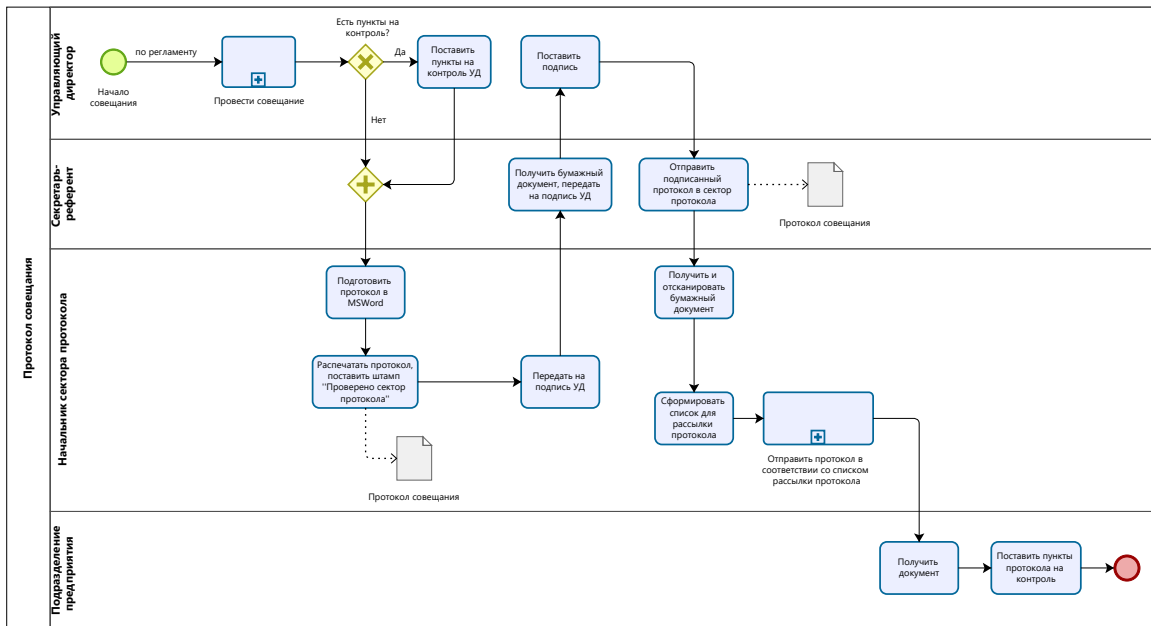 Протокол совещания
Управляющий
директор
Начало
совещания
по регламенту
Провести совещание
Есть пункты на
контроль?
Да
Нет
Поставить
пункты на
контроль УД
Поставить
подпись
Секретарь-
референт
Получить бумажный
документ, передать
на подпись УД
Отправить
подписанный
протокол в сектор
протокола
Протокол совещания
Начальник сектора протокола
Подготовить
протокол в
MSWord
Распечатать протокол,
поставить штамп
"Проверено сектор
протокола"
Протокол совещания
Передать на
подпись УД
Получить и
отсканировать
бумажный
документ
Сформировать
список для
рассылки
протокола
Отправить протокол в
соответствии со списком
рассылки протокола
Подразделение
предприятия
Получить
документ
Поставить пункты
протокола на
контроль